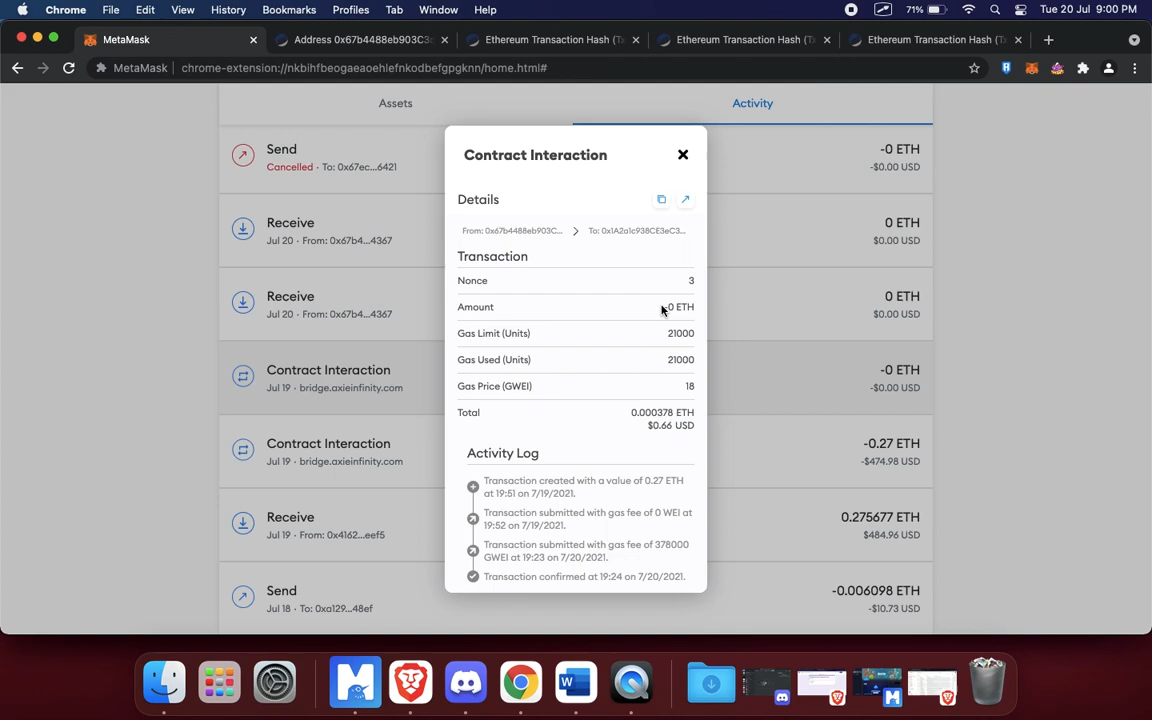 Chrome File Edit View History Bookmarks Profiles Tab Window Help 71% Tue 20 Jul 9:00 PM
MetaMask Address 0x67b4488eb903C3 Ethereum Transaction Hash (Tx Ethereum Transaction Hash (Tx Ethereum Transaction Hash (Tx
MetaMask chrome-extension://nkbihfbeogaeaoehlefnkodbefgpgknn/home.html#
Assets Activity
Send -0 ETH
Cancelled · To: 0x67ec...6421 -$0.00 USD
Receive 0 ETH
Jul 20 · From: 0x67b4...4367 $0.00 USD
Receive 0 ETH
Jul 20 · From: 0x67b4...4367 $0.00 USD
Contract Interaction -0 ETH
Jul 19 · bridge.axieinfinity.com -$0.00 USD
Contract Interaction -0.27 ETH
Jul 19 · bridge.axieinfinity.com -$474.98 USD
Receive 0.275677 ETH
Jul 19 · From: 0x4162...eef5 $484.96 USD
Send -0.006098 ETH
Jul 18 · To: 0xa129...48ef -$10.73 USD
Contract Interaction
Details
From: 0x67b4488eb903C... > To: 0x1A2a1c938CE3eC3...
Transaction
Nonce 3
Amount -0 ETH
Gas Limit (Units) 21000
Gas Used (Units) 21000
Gas Price (GWEI) 18
Total 0.000378 ETH
$0.66 USD
Activity Log
Transaction created with a value of 0.27 ETH
at 19:51 on 7/19/2021.
Transaction submitted with gas fee of 0 WEI at
19:52 on 7/19/2021.
Transaction submitted with gas fee of 378000
GWEI at 19:23 on 7/20/2021.
Transaction confirmed at 19:24 on 7/20/2021.